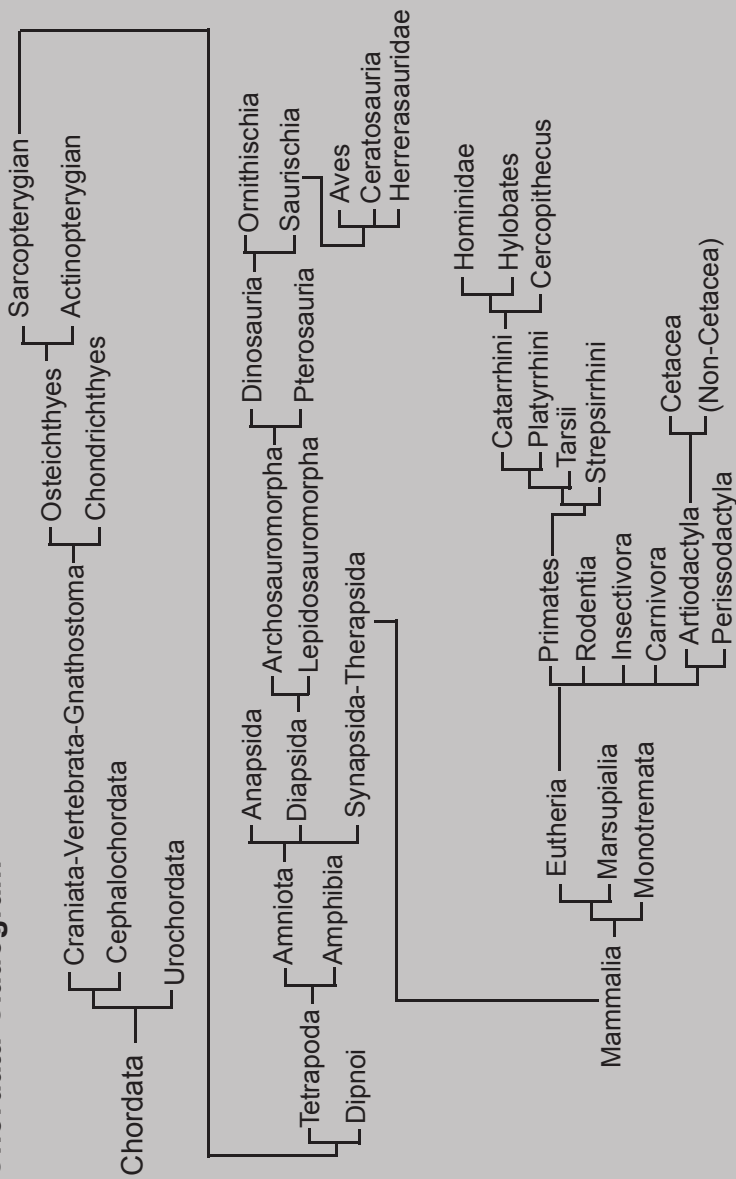 Chordata
Craniata-Vertebrata-Gnathostoma
Cephalochordata
Urochordata
Osteichthyes
Chondrichthyes
Sarcopterygian
Actinopterygian
Tetrapoda
Dipnoi
Amniota
Amphibia
Anapsida
Diapsida
Synapsida-Therapsida
Archosauromorpha
Lepidosauromorpha
Dinosauria
Pterosauria
Ornithischia
Saurischia
Aves
Ceratosauria
Herrerasauridae
Mammalia
Eutheria
Marsupialia
Monotremata
Primates
Rodentia
Insectivora
Carnivora
Artiodactyla
Perissodactyla
Catarrhini
Platyrrhini
Tarsii
Strepsirrhini
Hominidae
Hylobates
Cercopithecus
Cetacea
(Non-Cetacea)